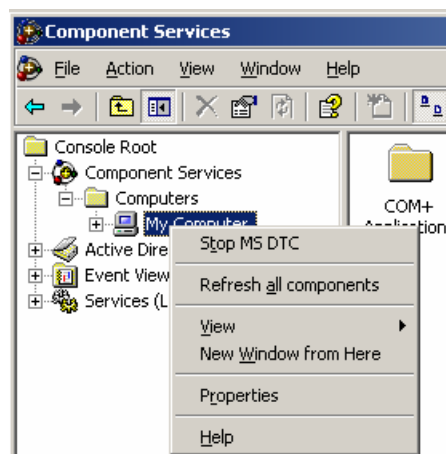 Component Services
File Action View Window Help
Console Root
Component Services
Computers
My Computer
Active Dire
Event View
Services (L
COM+
Application
Stop MS DTC
Refresh all components
View
New Window from Here
Properties
Help